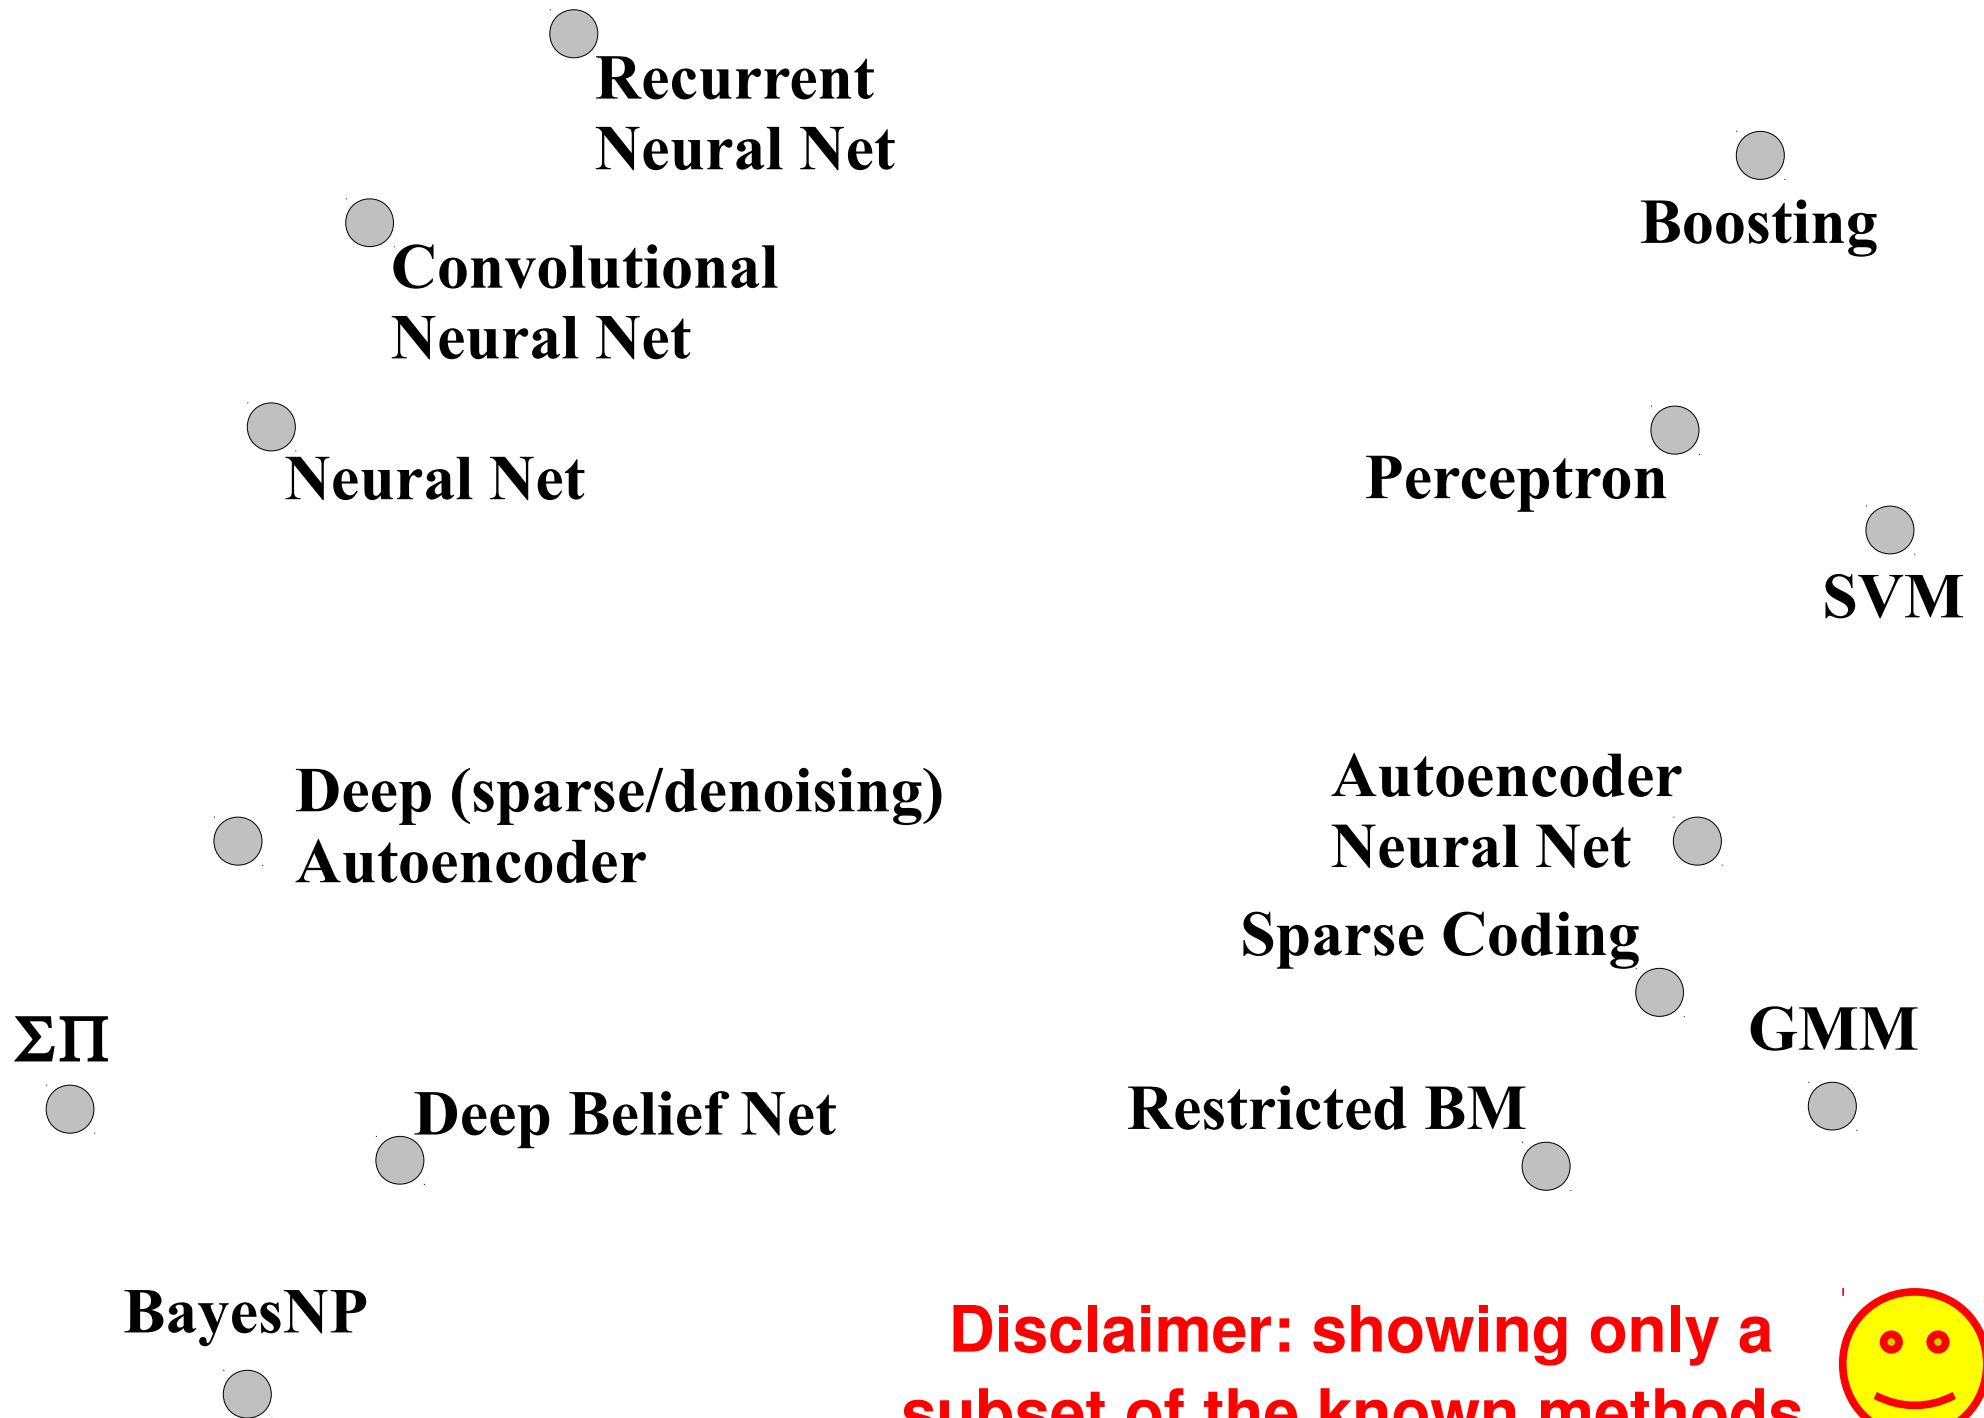 Recurrent
Neural Net
Boosting
Convolutional
Neural Net
Neural Net
Perceptron
SVM
Deep (sparse/denoising)
Autoencoder
Autoencoder
Neural Net
Sparse Coding
ΣΠ
GMM
Deep Belief Net
Restricted BM
BayesNP
Disclaimer: showing only a
subset of the known methods